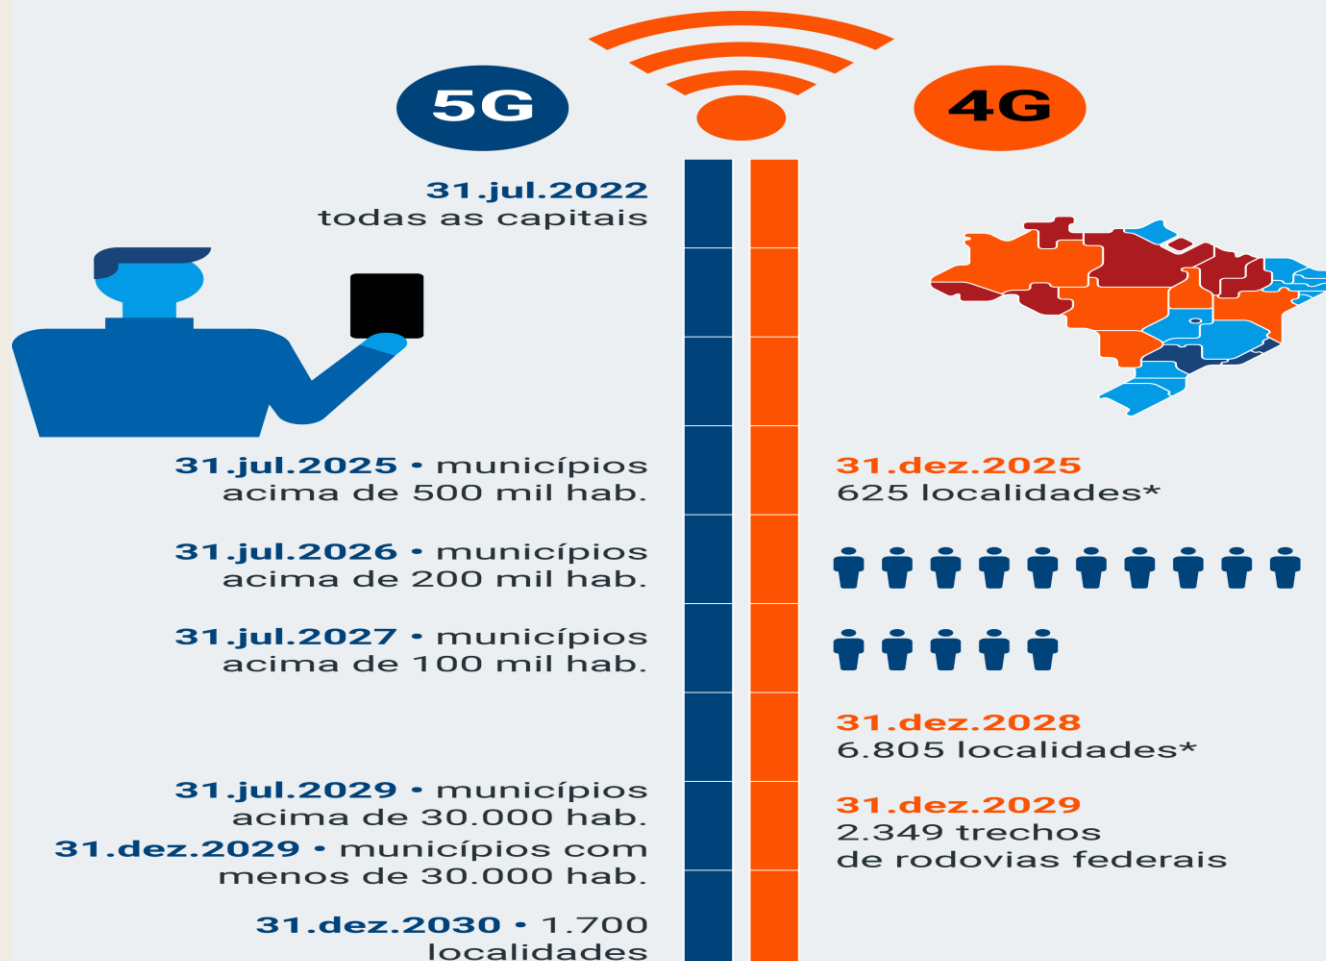 5G
4G
31.jul.2022
todas as capitais
31.jul.2025 • municípios
acima de 500 mil hab.
31.jul.2026 • municípios
acima de 200 mil hab.
31.jul.2027 • municípios
acima de 100 mil hab.
31.jul.2029 • municípios
acima de 30.000 hab.
31.dez.2029 • municípios com
menos de 30.000 hab.
31.dez.2030 • 1.700
localidades
31.dez.2025
625 localidades*
31.dez.2028
6.805 localidades*
31.dez.2029
2.349 trechos
de rodovias federais